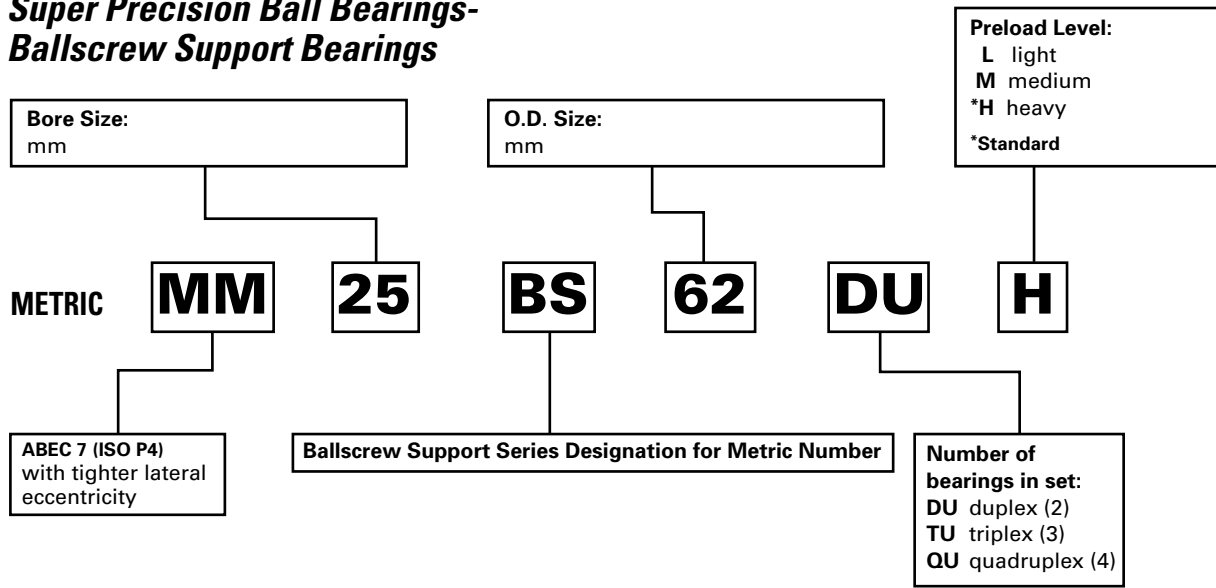 Super Precision Ball Bearings-
Ballscrew Support Bearings
Preload Level:
L light
M medium
*H heavy
*Standard
Bore Size:
mm
O.D. Size:
mm
METRIC MM 25 BS 62 DU H
ABEC 7 (ISO P4)
with tighter lateral
eccentricity
Ballscrew Support Series Designation for Metric Number
Number of
bearings in set:
DU duplex (2)
TU triplex (3)
QU quadruplex (4)